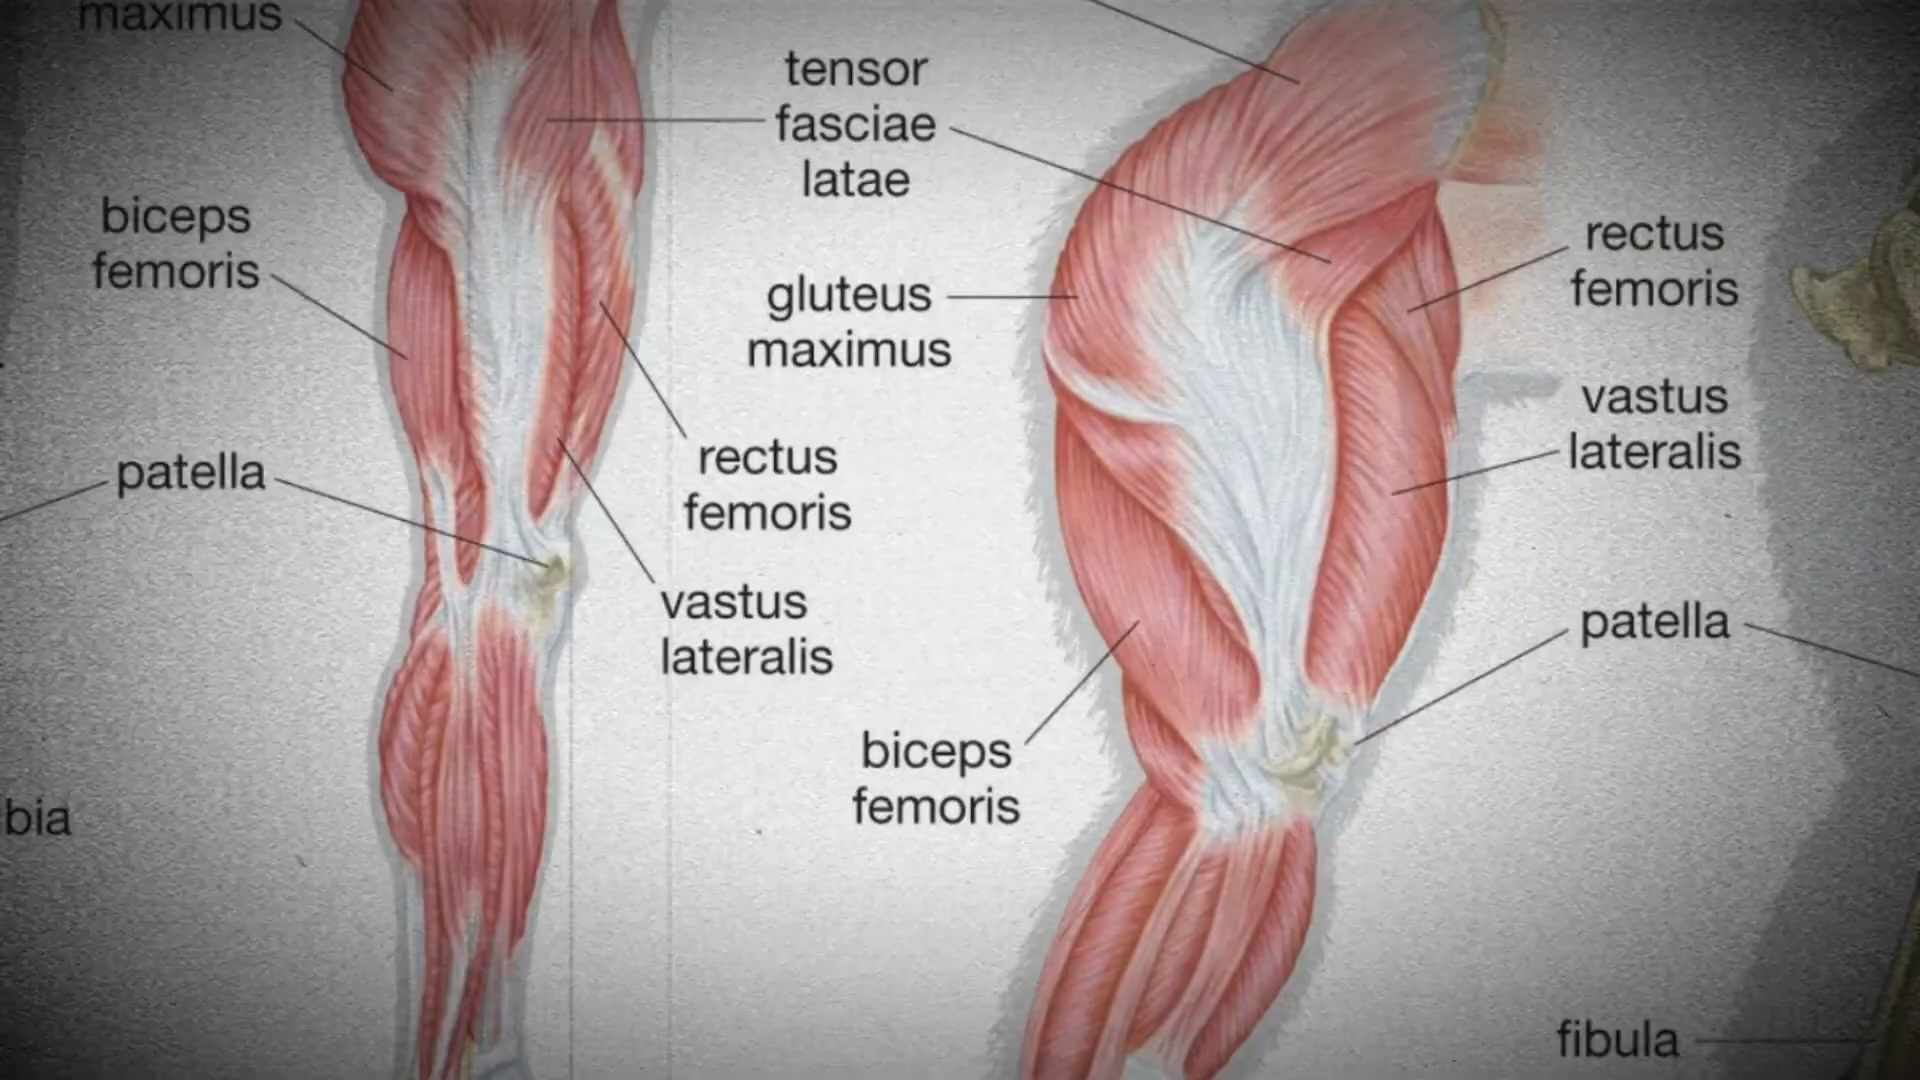 maximus
tensor
fasciae
latae
biceps
femoris
rectus
femoris
gluteus
maximus
vastus
lateralis
patella
rectus
femoris
vastus
lateralis
patella
biceps
femoris
bia
fibula